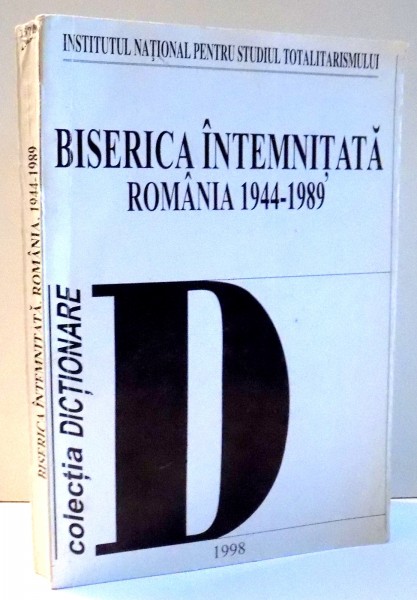 INSTITUTUL NAȚIONAL PENTRU STUDIUL TOTALITARISMULUI
BISERICA ÎNTEMNIȚATĂ
ROMÂNIA 1944-1989
colecția DICȚIONARE
D
1998
BISERICA ÎNTEMNIȚATĂ, ROMÂNIA, 1944-1989